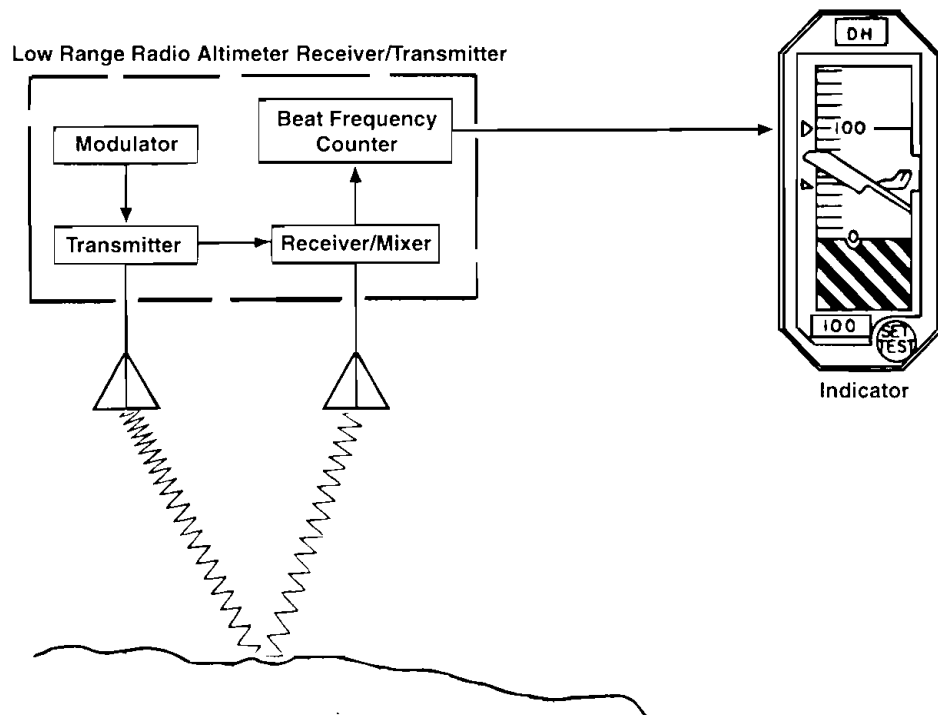 DH
Low Range Radio Altimeter Receiver/Transmitter
Beat Frequency
Counter
Modulator
100
Transmitter
Receiver/Mixer
0
100
SET
TEST
Indicator